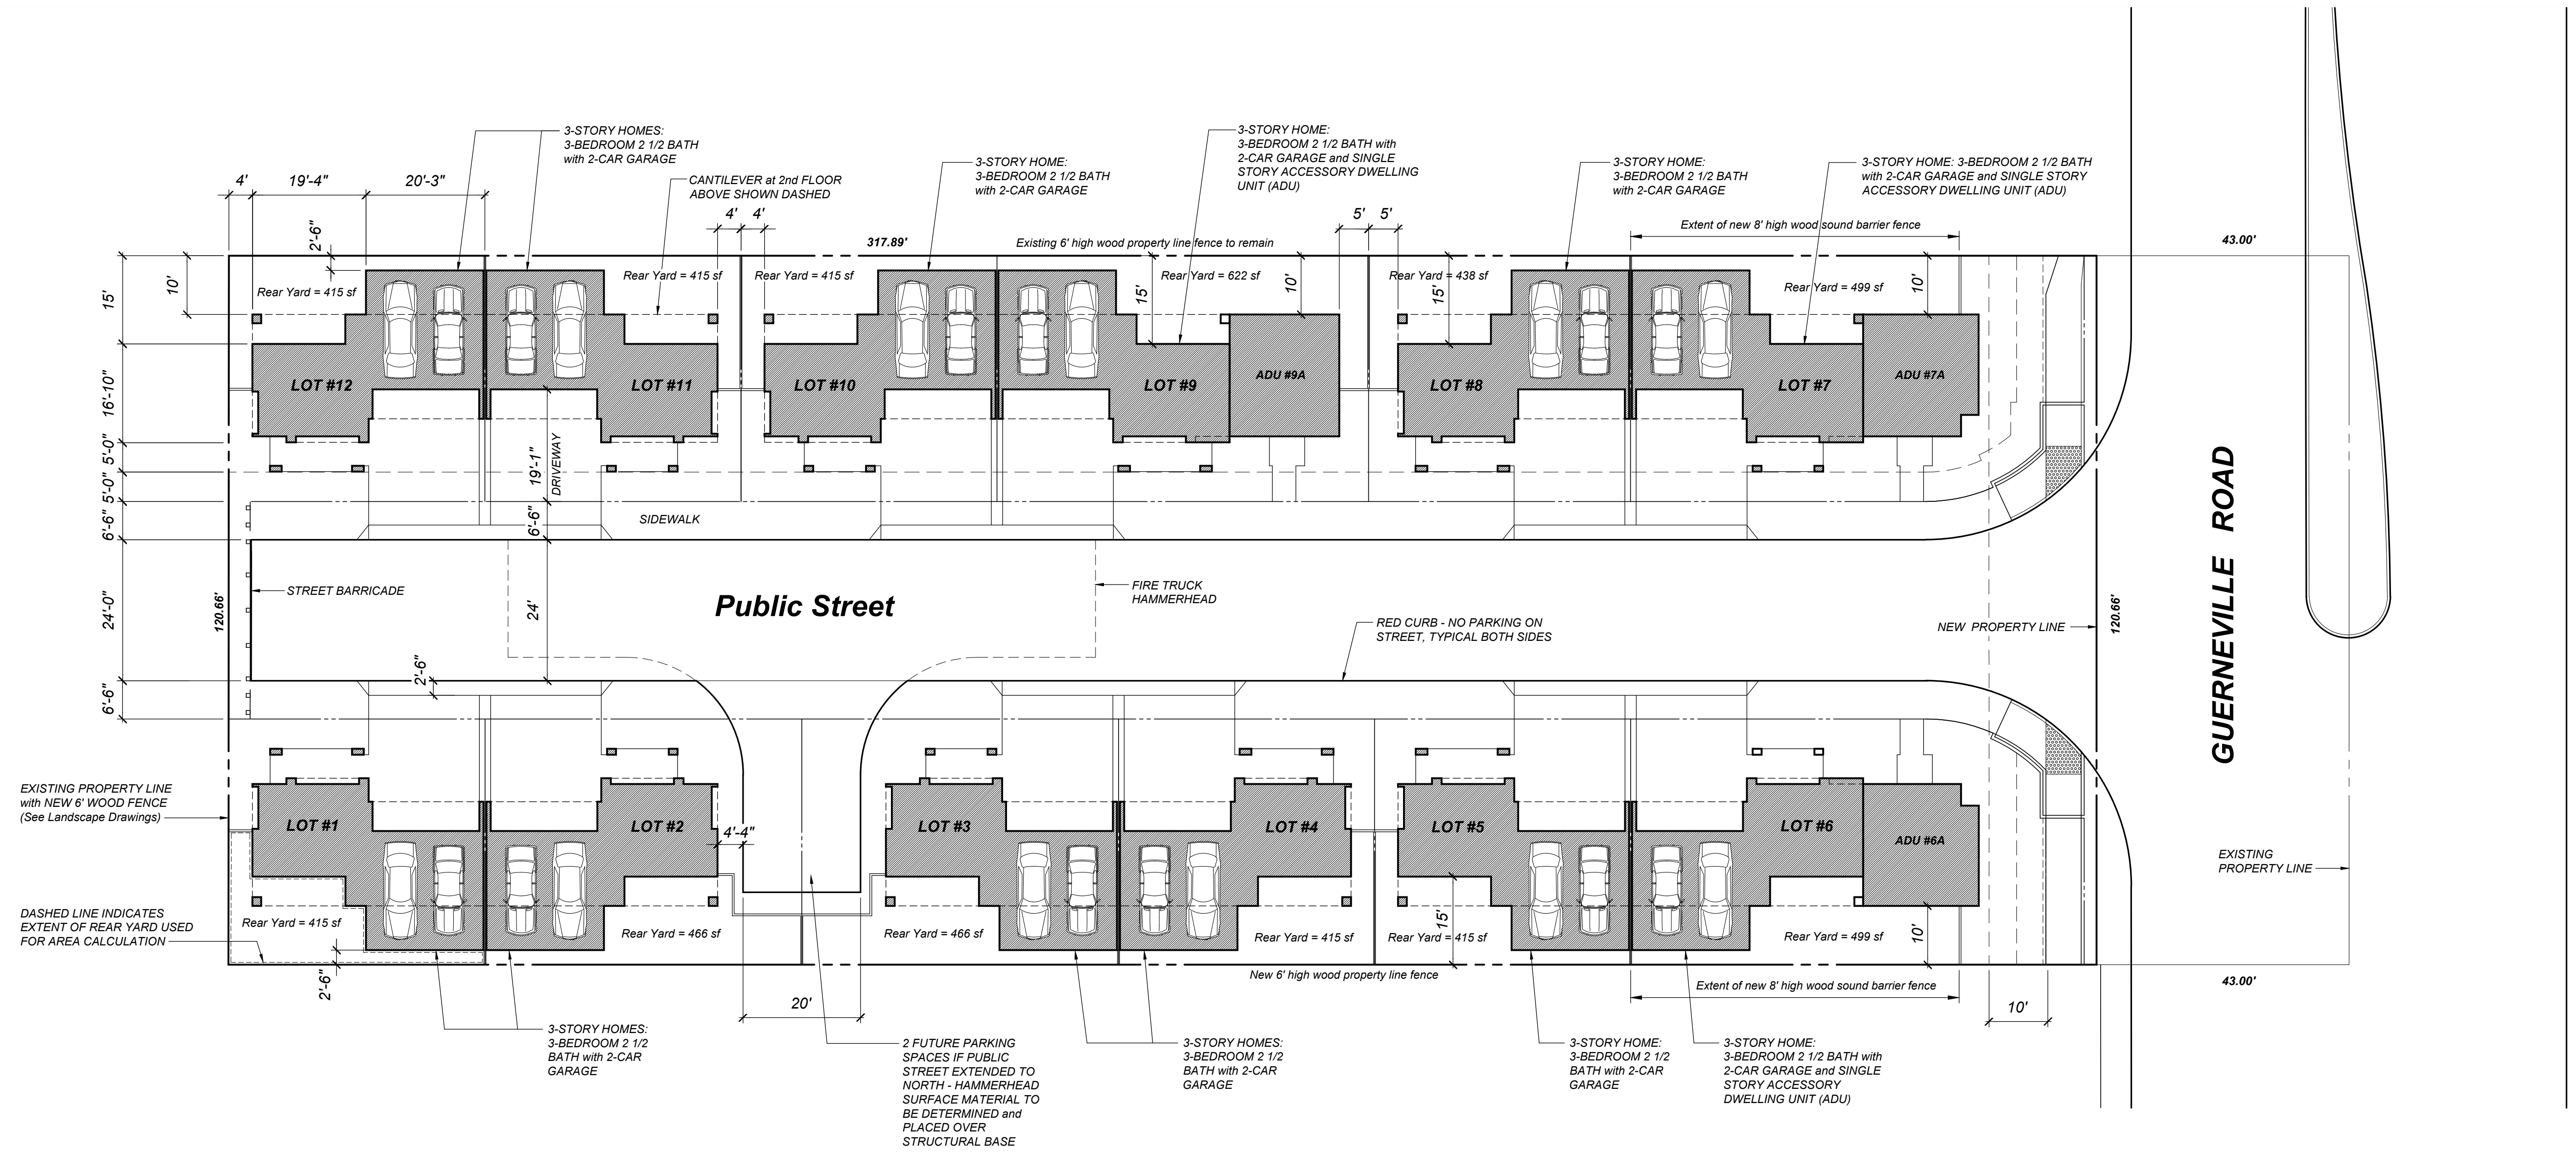 3-STORY HOMES:
3-BEDROOM 2 1/2 BATH
with 2-CAR GARAGE
3-STORY HOME:
3-BEDROOM 2 1/2 BATH
with 2-CAR GARAGE
3-STORY HOME:
3-BEDROOM 2 1/2 BATH with
2-CAR GARAGE and SINGLE
STORY ACCESSORY DWELLING
UNIT (ADU)
3-STORY HOME:
3-BEDROOM 2 1/2 BATH
with 2-CAR GARAGE
3-STORY HOME: 3-BEDROOM 2 1/2 BATH
with 2-CAR GARAGE and SINGLE STORY
ACCESSORY DWELLING UNIT (ADU)
4'
19'-4"
20'-3"
CANTILEVER at 2nd FLOOR
ABOVE SHOWN DASHED
4'
4'
5'
5'
2'-6"
317.89'
Existing 6' high wood property line fence to remain
Extent of new 8' high wood sound barrier fence
43.00'
15'
10'
Rear Yard = 415 sf
Rear Yard = 415 sf
Rear Yard = 415 sf
15'
Rear Yard = 622 sf
10'
Rear Yard = 438 sf
15'
Rear Yard = 499 sf
10'
16'-10"
LOT #12
LOT #11
LOT #10
LOT #9
ADU #9A
LOT #8
LOT #7
ADU #7A
5'-0"
5'-0"
19'-1"
DRIVEWAY
6'-6"
6'-6"
SIDEWALK
GUERNEVILLE ROAD
24'-0"
120.66'
STREET BARRICADE
24'
Public Street
FIRE TRUCK
HAMMERHEAD
RED CURB - NO PARKING ON
STREET, TYPICAL BOTH SIDES
NEW PROPERTY LINE
120.66'
2'-6"
6'-6"
EXISTING PROPERTY LINE
with NEW 6' WOOD FENCE
(See Landscape Drawings)
LOT #1
LOT #2
4'-4"
LOT #3
LOT #4
LOT #5
LOT #6
ADU #6A
EXISTING
PROPERTY LINE
DASHED LINE INDICATES
EXTENT OF REAR YARD USED
FOR AREA CALCULATION
Rear Yard = 415 sf
Rear Yard = 466 sf
Rear Yard = 466 sf
Rear Yard = 415 sf
Rear Yard = 415 sf
15'
Rear Yard = 499 sf
10'
2'-6"
New 6' high wood property line fence
Extent of new 8' high wood sound barrier fence
43.00'
20'
10'
3-STORY HOMES:
3-BEDROOM 2 1/2
BATH with 2-CAR
GARAGE
2 FUTURE PARKING
SPACES IF PUBLIC
STREET EXTENDED TO
NORTH - HAMMERHEAD
SURFACE MATERIAL TO
BE DETERMINED and
PLACED OVER
STRUCTURAL BASE
3-STORY HOMES:
3-BEDROOM 2 1/2
BATH with 2-CAR
GARAGE
3-STORY HOME:
3-BEDROOM 2 1/2
BATH with 2-CAR
GARAGE
3-STORY HOME:
3-BEDROOM 2 1/2 BATH with
2-CAR GARAGE and SINGLE
STORY ACCESSORY
DWELLING UNIT (ADU)